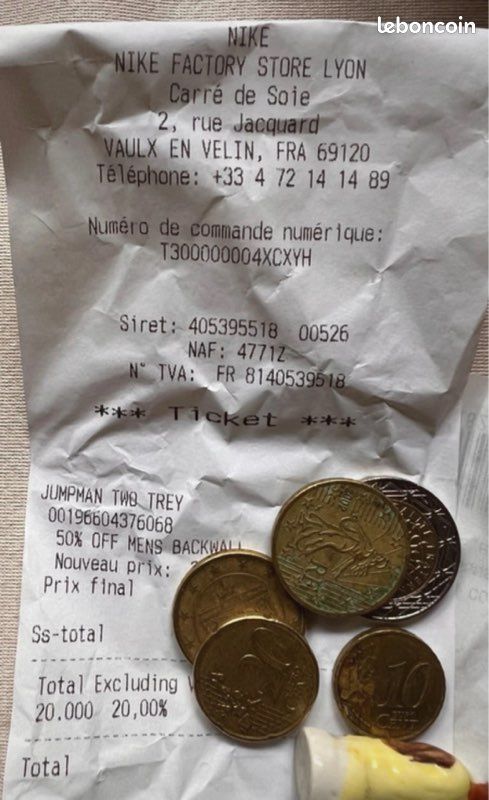 leboncoin
NIKE
NIKE FACTORY STORE LYON
Carré de Soie
2, rue Jacquard
VAULX EN VELIN, FRA 69120
Téléphone: +33 4 72 14 14 89
Numéro de commande numérique:
T300000004XCXYH
Siret: 405395518 00526
NAF: 4771Z
N° TVA: FR 8140539518
*** Ticket ***
JUMPMAN TWO TREY
00196604376068
50% OFF MENS BACKWALL
Nouveau prix:
Prix final
Ss-total
Total Excluding
20.000 20,00%
Total
10
CENT